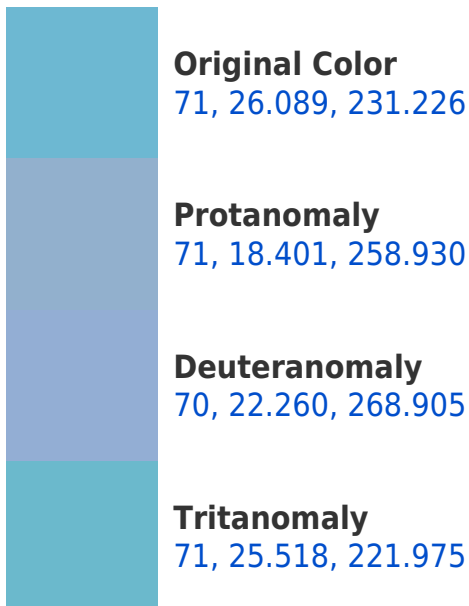 Original Color
71, 26.089, 231.226
Protanomaly
71, 18.401, 258.930
Deuteranomaly
70, 22.260, 268.905
Tritanomaly
71, 25.518, 221.975